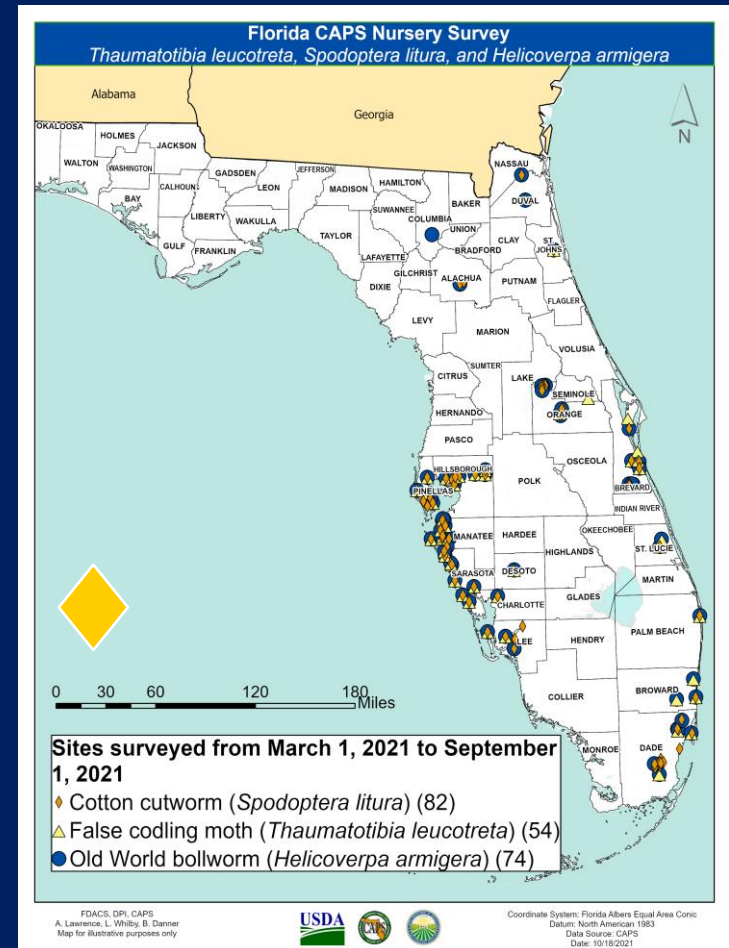 Florida CAPS Nursery Survey
Thaumatotibia leucotreta, Spodoptera litura, and Helicoverpa armigera
Alabama
Georgia
N
OKALOOSA
HOLMES
JACKSON
WALTON
WASHINGTON
BAY
CALHOUN
GADSDEN
LEON
JEFFERSON
MADISON
HAMILTON
LIBERTY
WAKULLA
GULF
FRANKLIN
TAYLOR
SUWANNEE
LAFAYETTE
DIXIE
COLUMBIA
BAKER
NASSAU
DUVAL
UNION
BRADFORD
CLAY
ST.
JOHNS
GILCHRIST
ALACHUA
PUTNAM
FLAGLER
LEVY
MARION
VOLUSIA
CITRUS
SUMTER
LAKE
SEMINOLE
ORANGE
HERNANDO
PASCO
HILLSBOROUGH
PINELLAS
POLK
OSCEOLA
BREVARD
INDIAN RIVER
MANATEE
HARDEE
HIGHLANDS
OKEECHOBEE
ST. LUCIE
SARASOTA
DESOTO
MARTIN
CHARLOTTE
GLADES
LEE
HENDRY
PALM BEACH
COLLIER
BROWARD
MONROE
DADE
0 30 60 120 180
Miles
Sites surveyed from March 1, 2021 to September
1, 2021
Cotton cutworm (Spodoptera litura) (82)
False codling moth (Thaumatotibia leucotreta) (54)
Old World bollworm (Helicoverpa armigera) (74)
FDACS, DPI, CAPS
A. Lawrence, L. Whilby, B. Danner
Map for illustrative purposes only
USDA
CAPS
Coordinate System: Florida Albers Equal Area Conic
Datum: North American 1983
Data Source: CAPS
Date: 10/18/2021